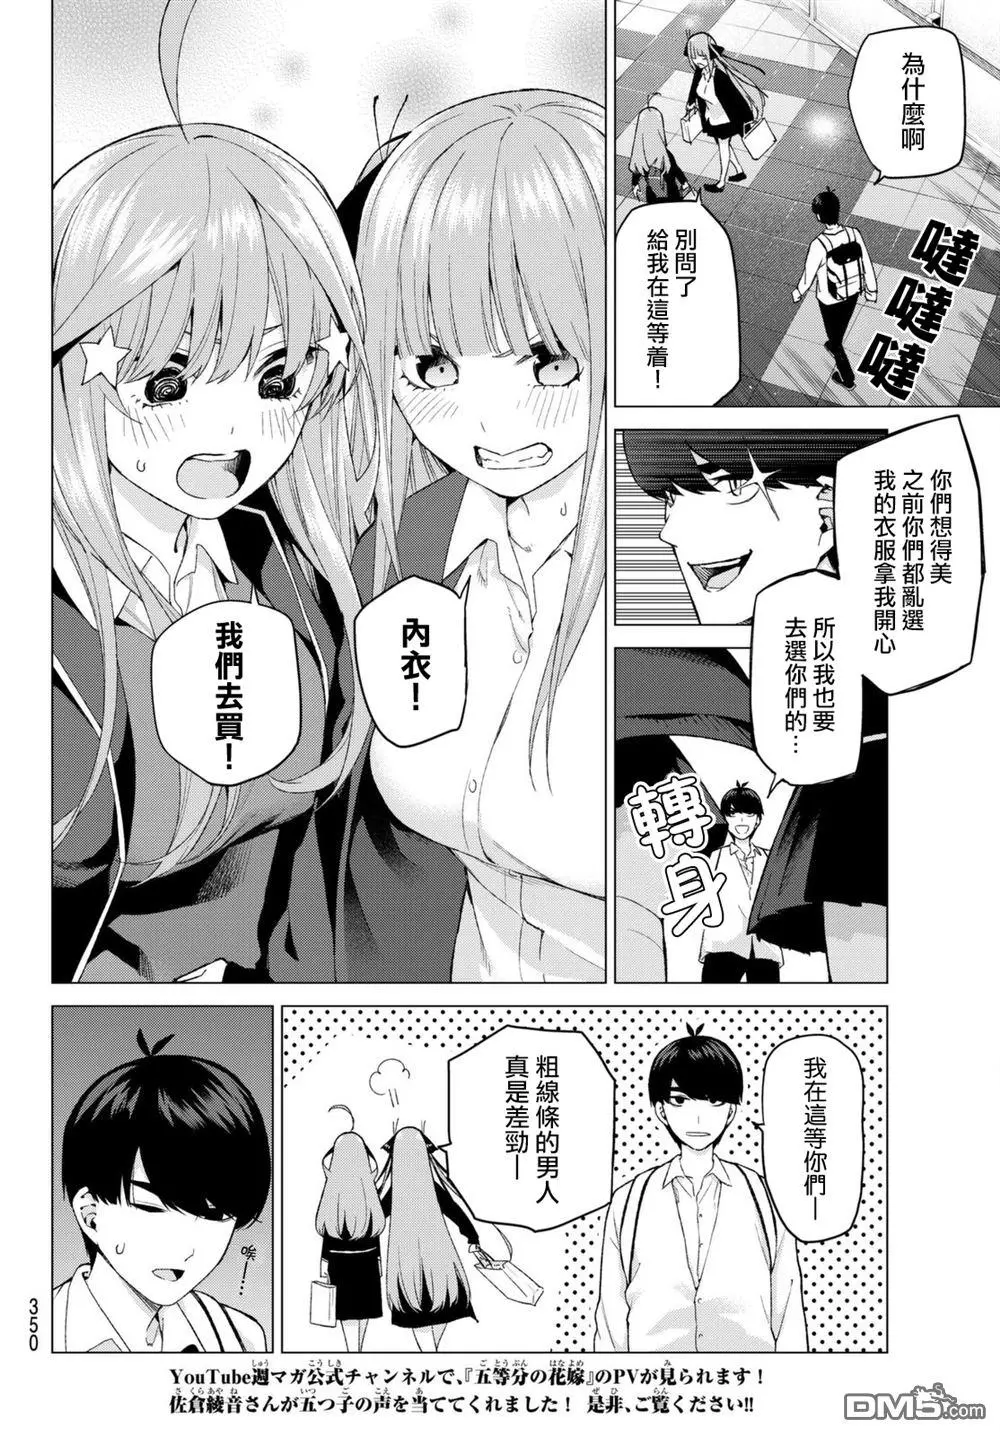 為什麼啊
別問了
給我在這等着！
噠噠噠
你們想得美
之前你們都亂選
我的衣服拿我開心
所以我也要
去選你們的…
轉身
內衣！
我們去買！
我在這等你們ー
粗線條的男人
真是差勁ー
唉……
350
YouTube週マガ公式チャンネルで、『五等分の花嫁』のPVが見られます！
佐倉綾音さんが五つ子の声を当ててくれました！ 是非、ご覧ください!!
DM5.com